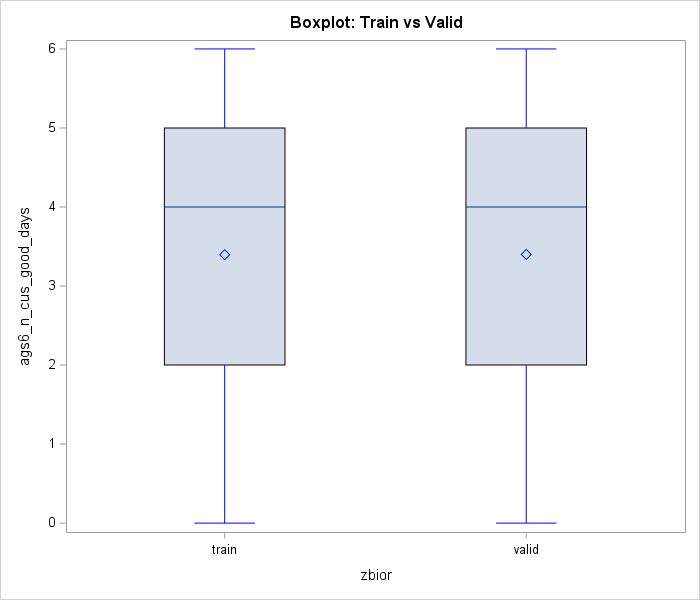 Boxplot: Train vs Valid
ags6_n_cus_good_days
6
5
4
3
2
1
0
train
valid
zbior